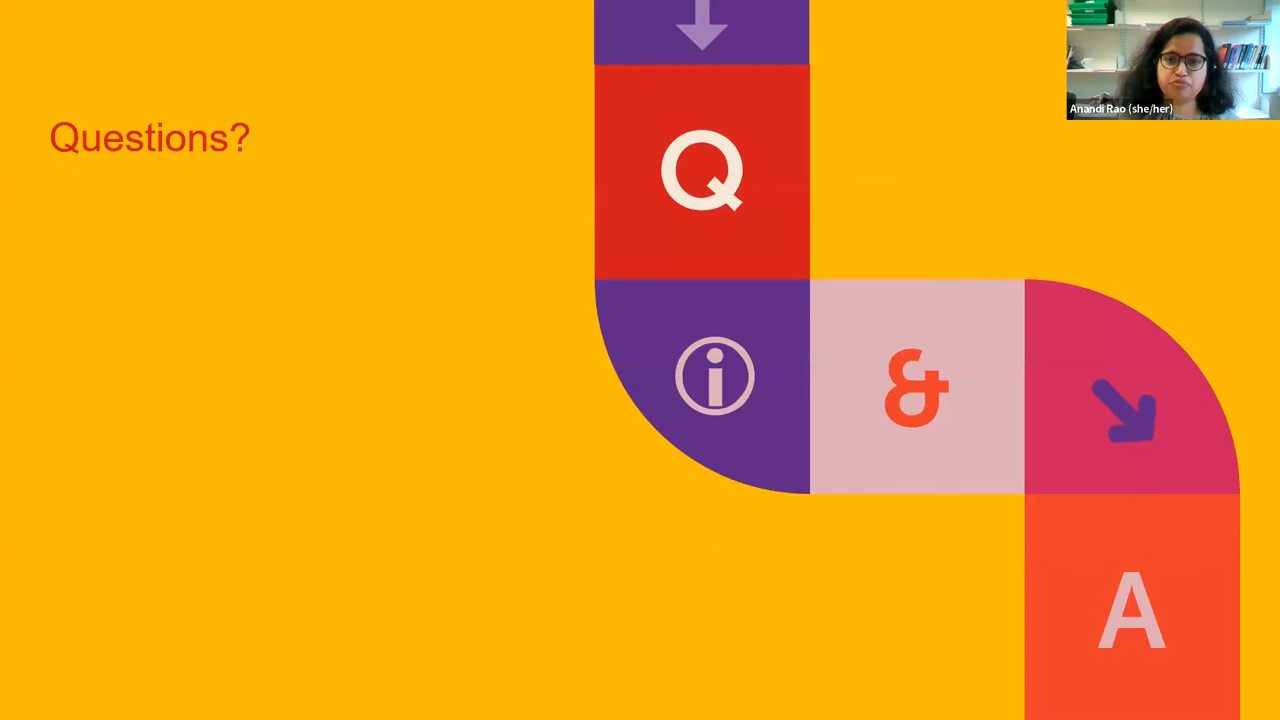 Questions?
Q
i
&
A
Anandi Rao (she/her)